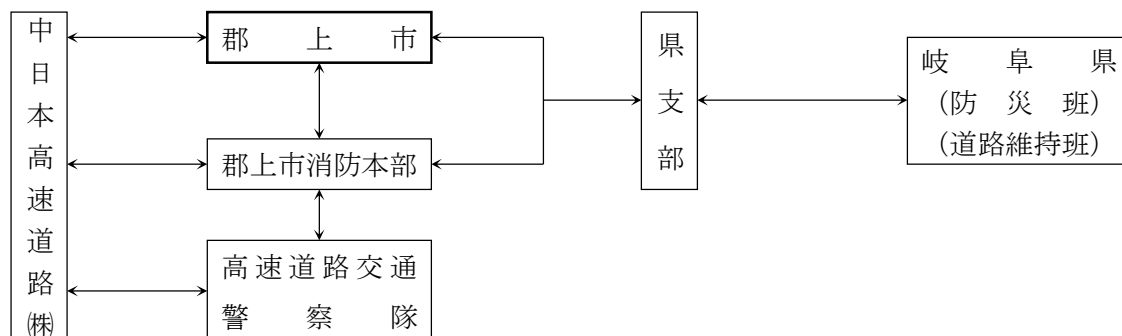 中日本高速道路㈱
郡上市
郡上市消防本部
高速道路交通
警察隊
県支部
岐阜県
（防災班）
（道路維持班）